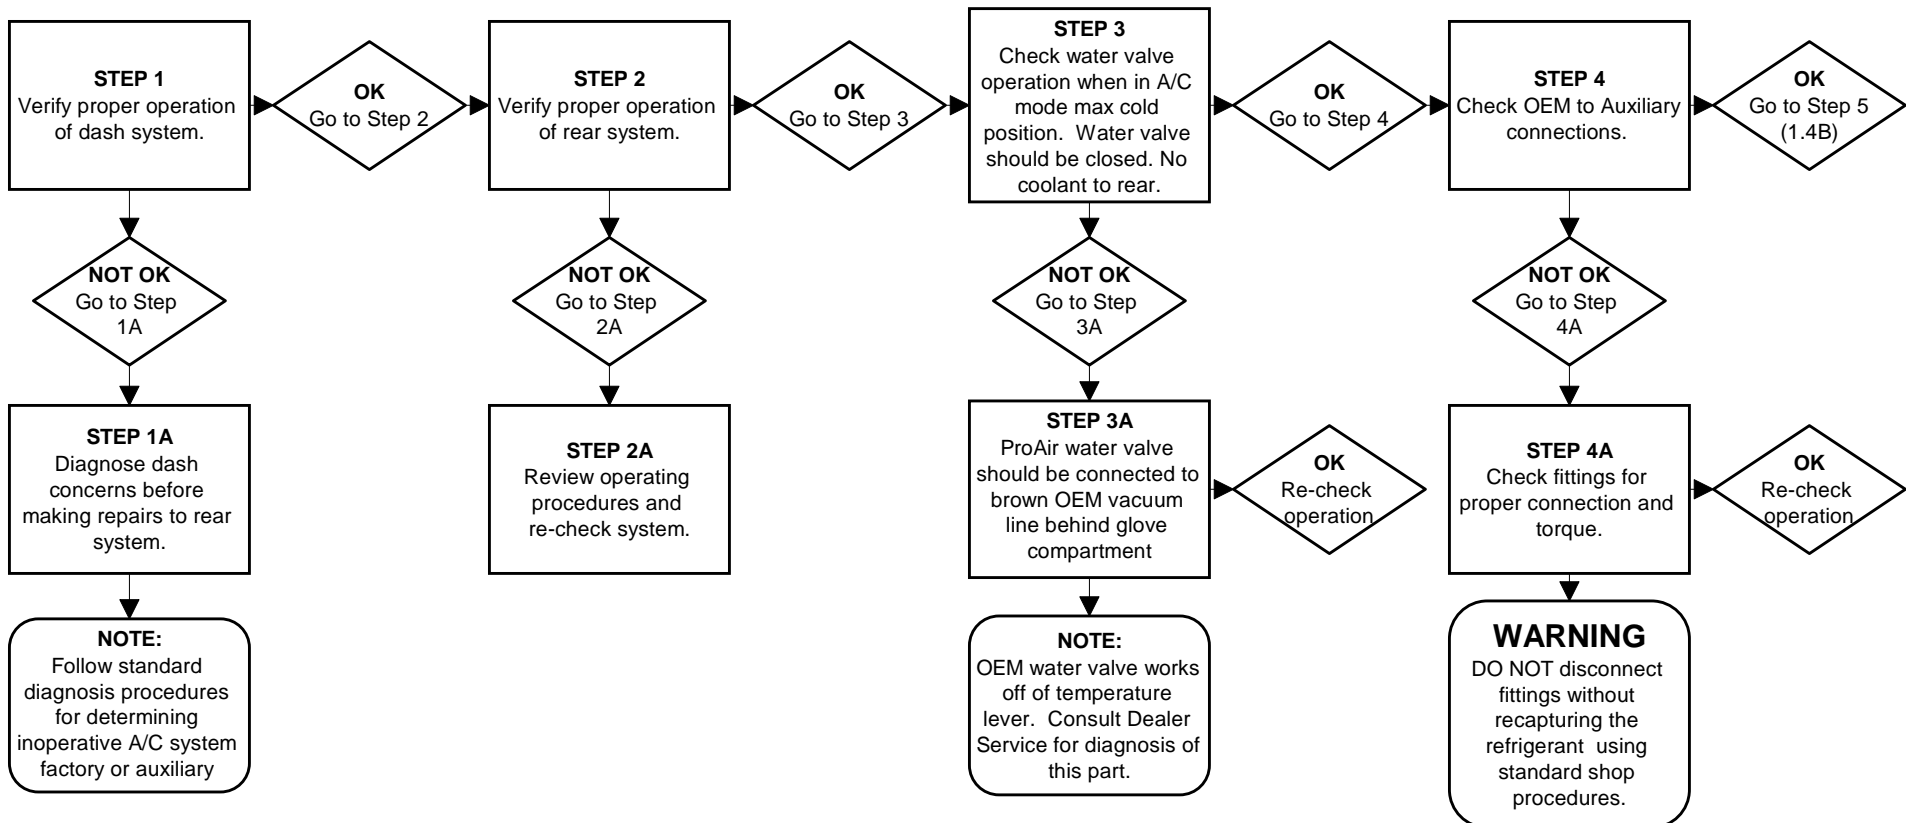 STEP 1
Verify proper operation
of dash system.
OK
Go to Step 2
STEP 2
Verify proper operation
of rear system.
OK
Go to Step 3
STEP 3
Check water valve
operation when in A/C
mode max cold
position.  Water valve
should be closed. No
coolant to rear.
OK
Go to Step 4
STEP 4
Check OEM to Auxiliary
connections.
OK
Go to Step 5
(1.4B)
NOT OK
Go to Step
1A
NOT OK
Go to Step
2A
NOT OK
Go to Step
3A
NOT OK
Go to Step
4A
STEP 1A
Diagnose dash
concerns before
making repairs to rear
system.
STEP 2A
Review operating
procedures and
re-check system.
STEP 3A
ProAir water valve
should be connected to
brown OEM vacuum
line behind glove
compartment
OK
Re-check
operation
STEP 4A
Check fittings for
proper connection and
torque.
OK
Re-check
operation
NOTE:
Follow standard
diagnosis procedures
for determining
inoperative A/C system
factory or auxiliary
NOTE:
OEM water valve works
off of temperature
lever.  Consult Dealer
Service for diagnosis of
this part.
WARNING
DO NOT disconnect
fittings without
recapturing the
refrigerant  using
standard shop
procedures.